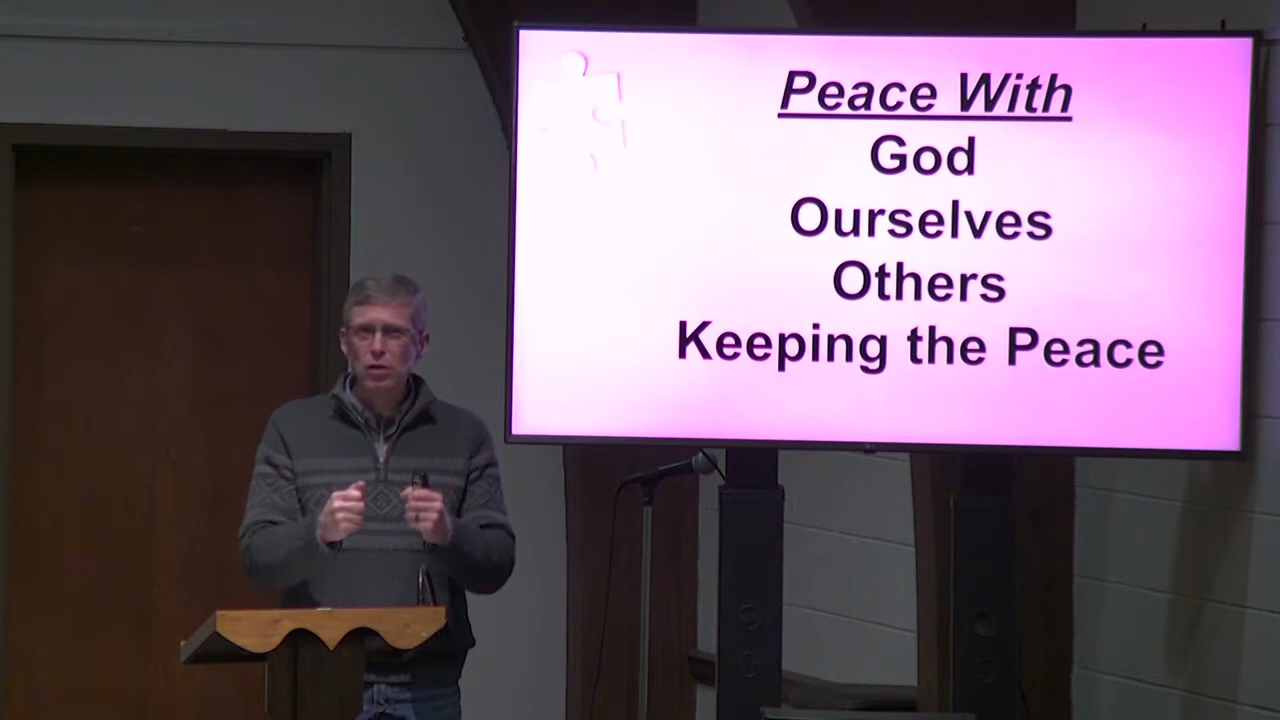 Peace With
God
Ourselves
Others
Keeping the Peace